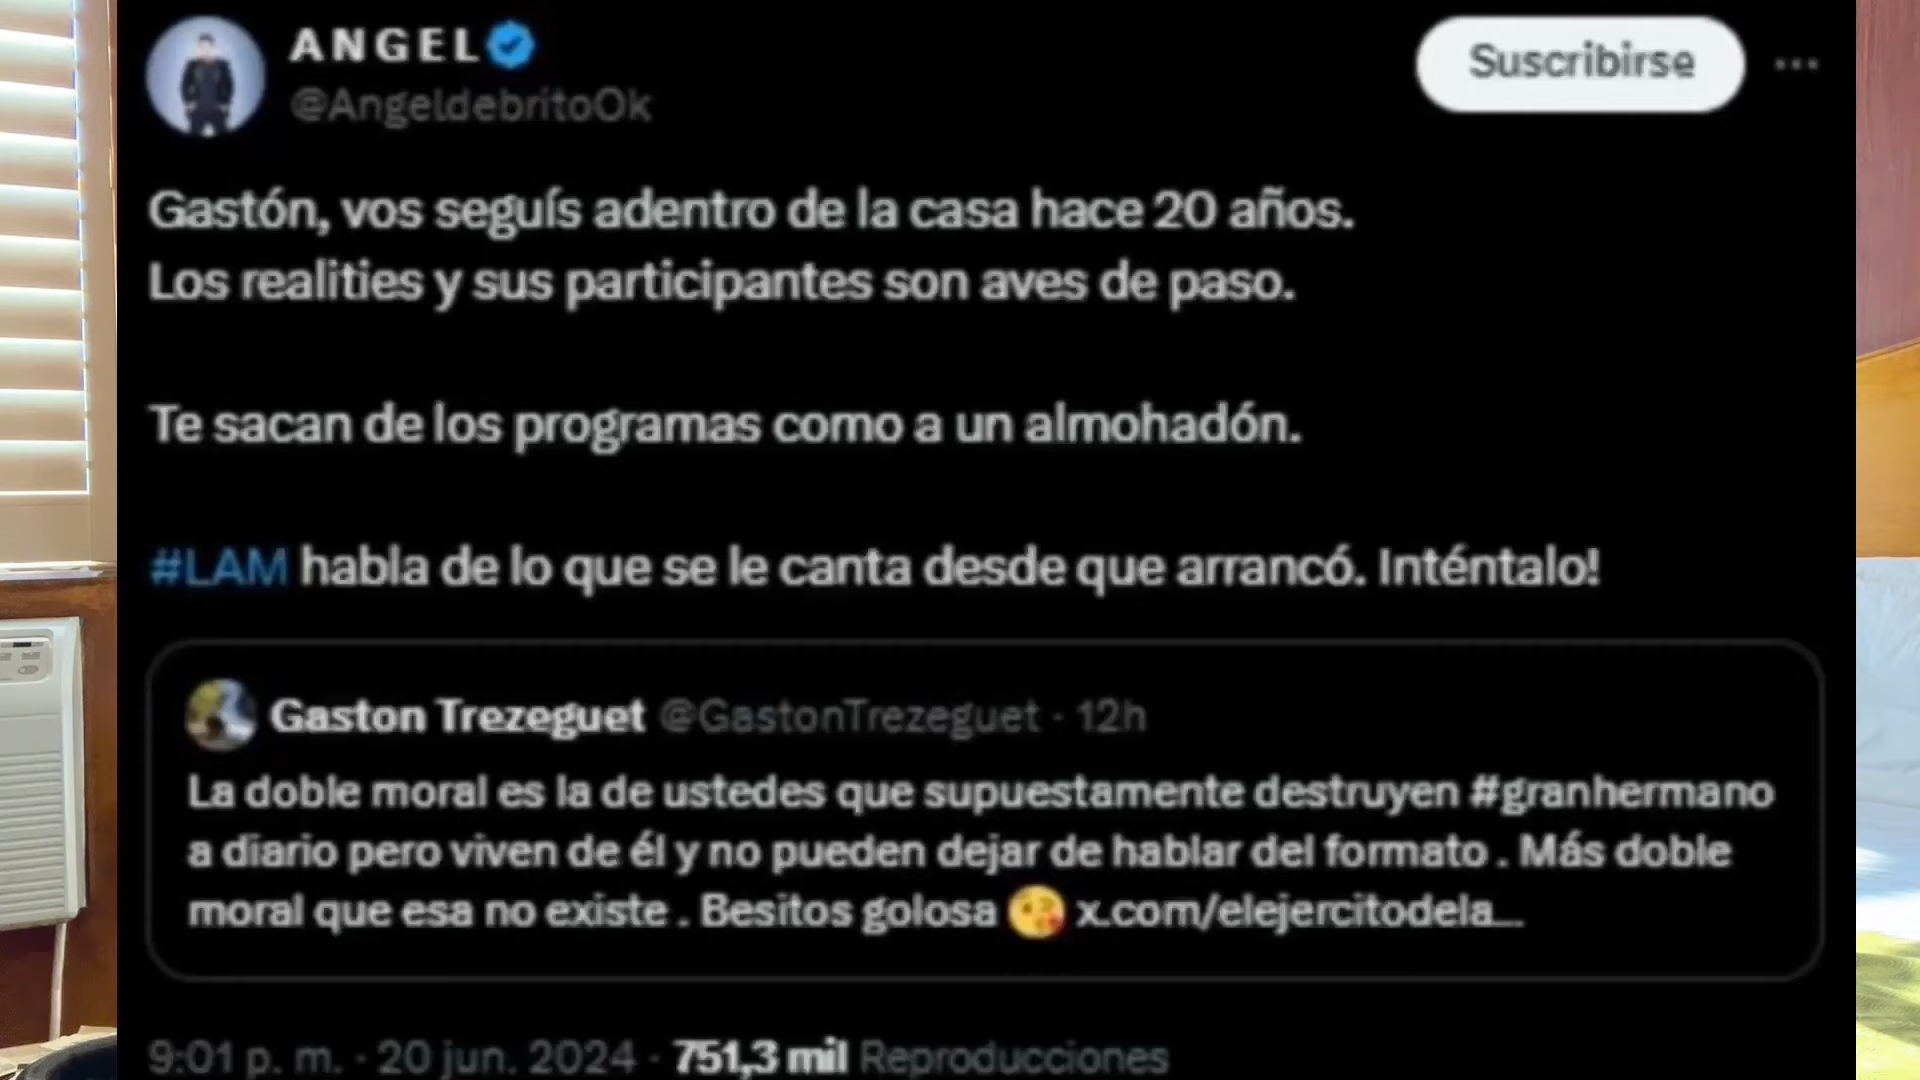 ANGEL
@AngeldebritoOk
Suscribirse
Gastón, vos seguís adentro de la casa hace 20 años.
Los realities y sus participantes son aves de paso.
Te sacan de los programas como a un almohadón.
#LAM habla de lo que se le canta desde que arrancó. Inténtalo!
Gaston Trezeguet @GastonTrezeguet · 12h
La doble moral es la de ustedes que supuestamente destruyen #granhermano
a diario pero viven de él y no pueden dejar de hablar del formato . Más doble
moral que esa no existe . Besitos golosa 😘 x.com/elejercitodela…
9:01 p. m. · 20 jun. 2024 · 751,3 mil Reproducciones